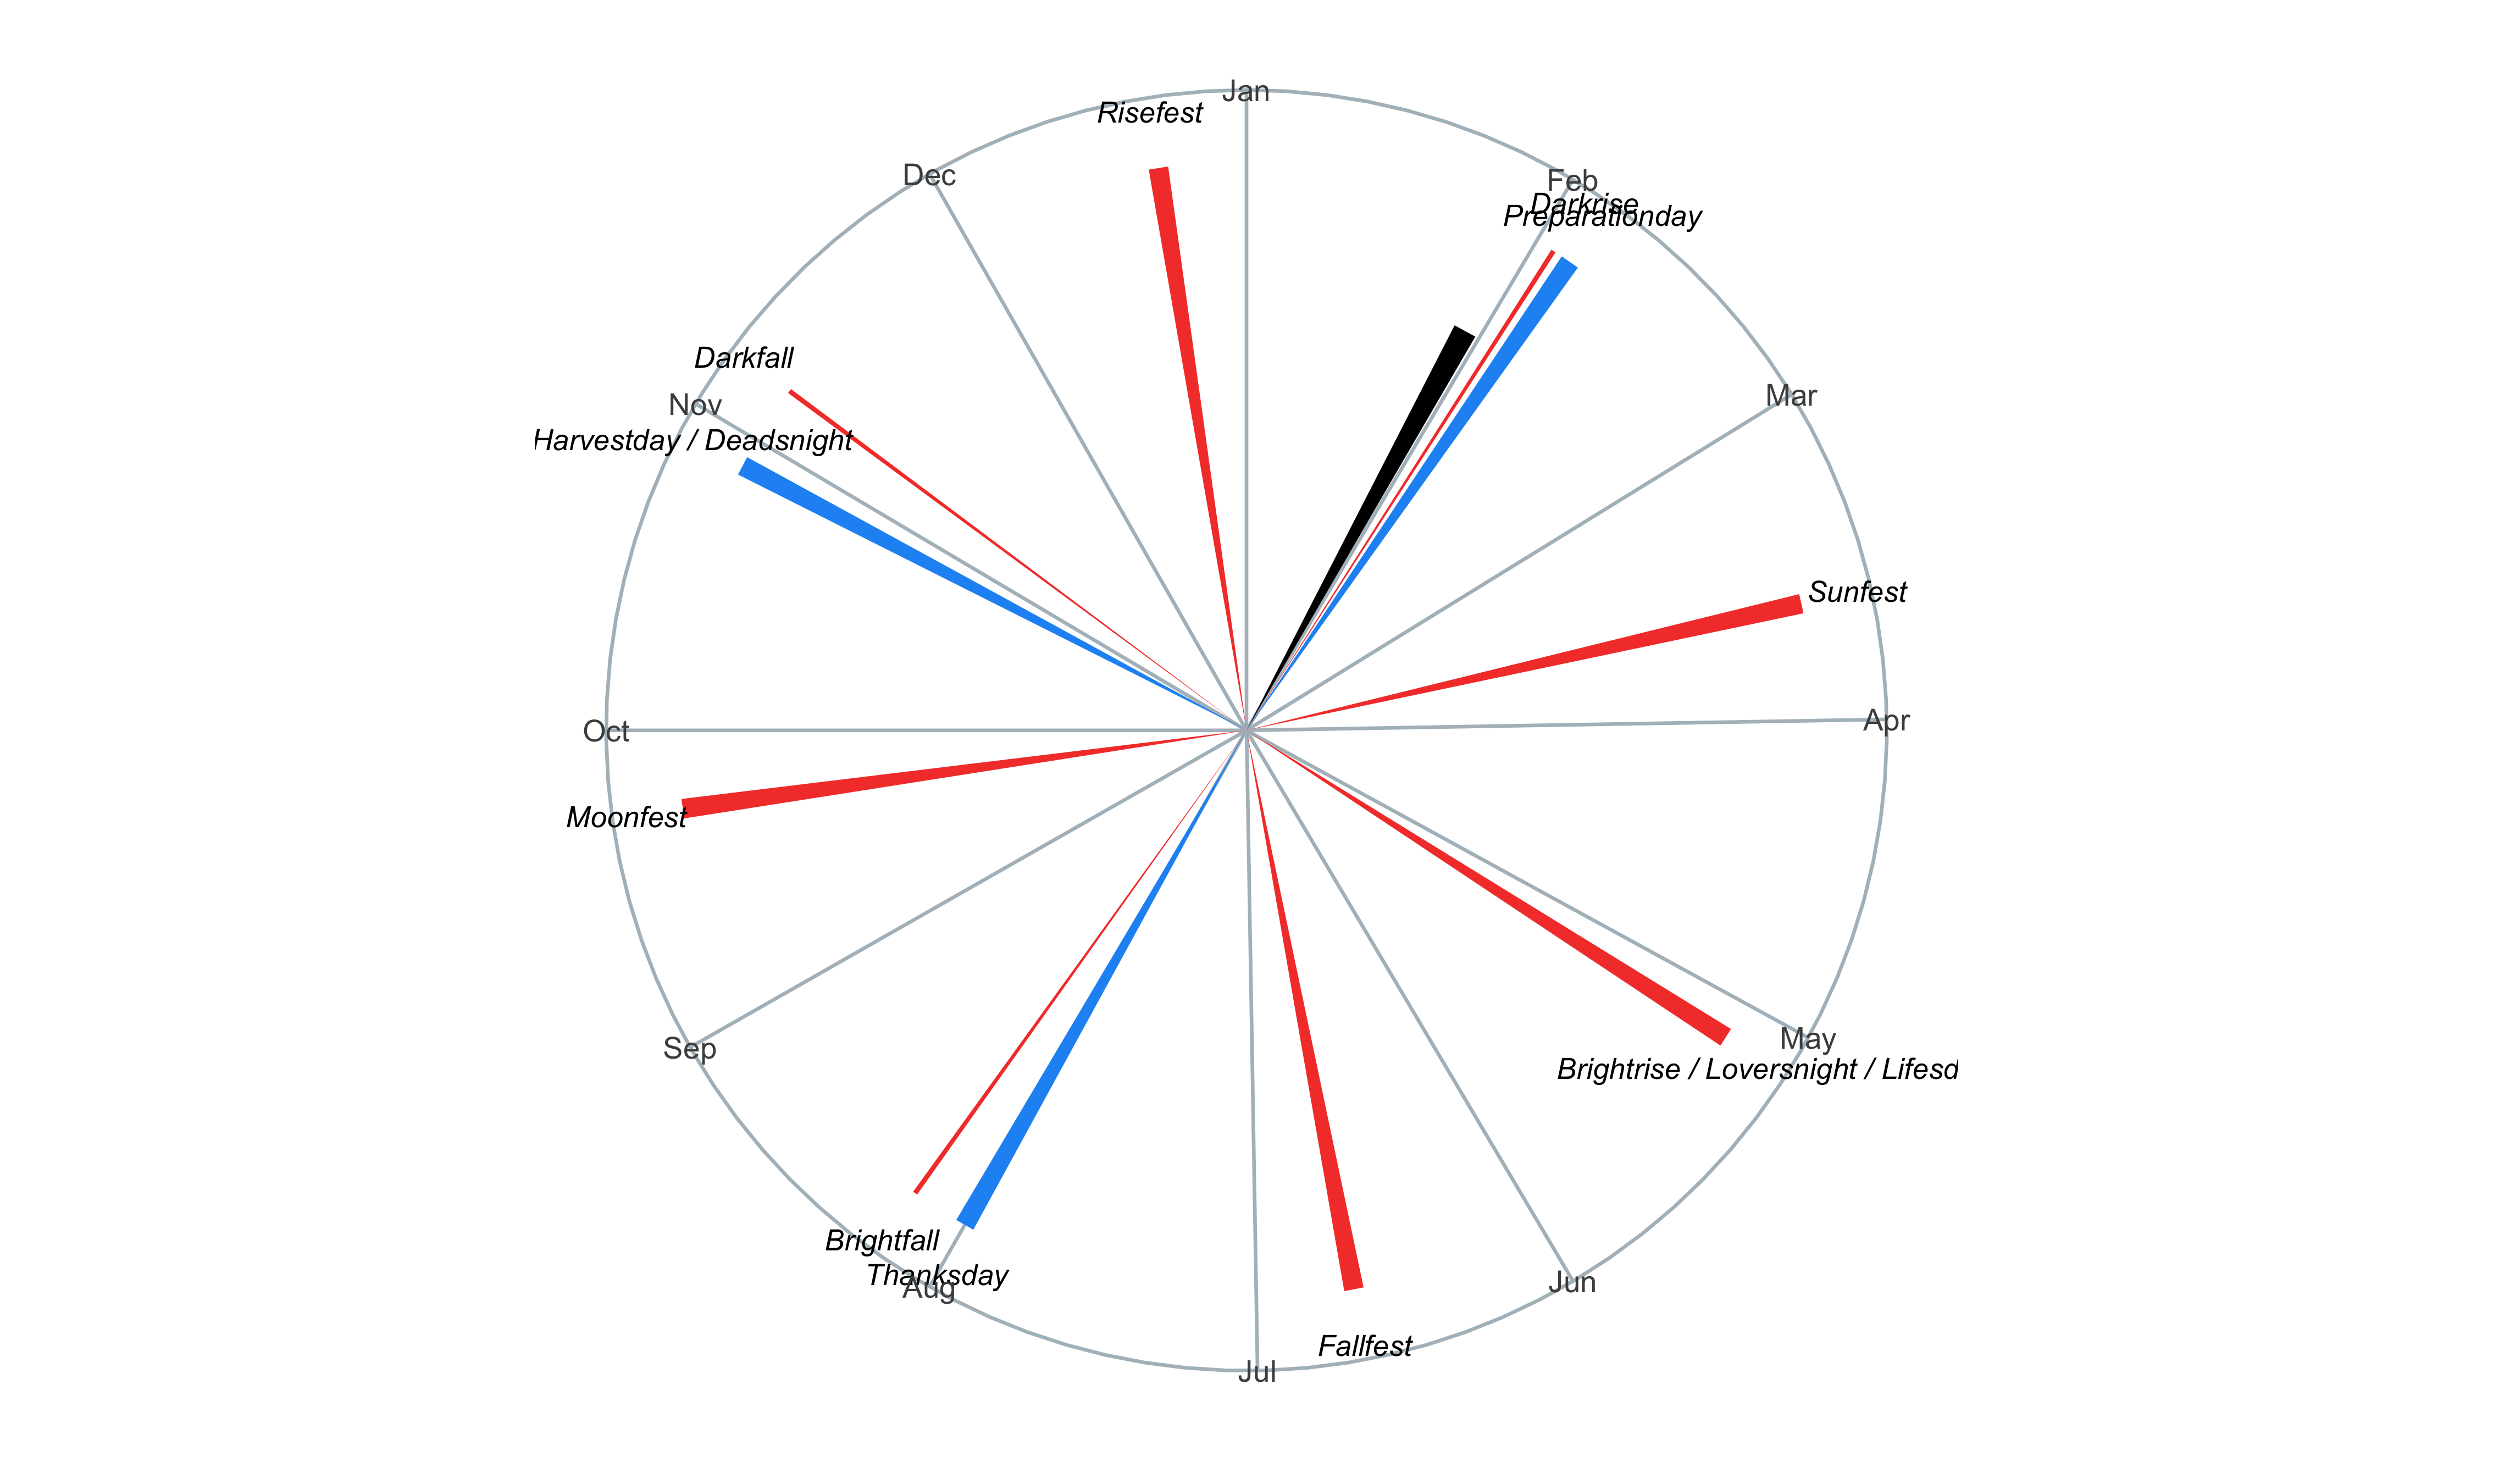 Jan
Risefest
Dec
Feb
Darkrise
Preparationday
Darkfall
Mar
Nov
Harvestday / Deadsnight
Sunfest
Apr
Oct
Moonfest
May
Sep
Brightrise / Loversnight / Lifesd
Brightfall
Thanksday
Aug
Jun
Fallfest
Jul